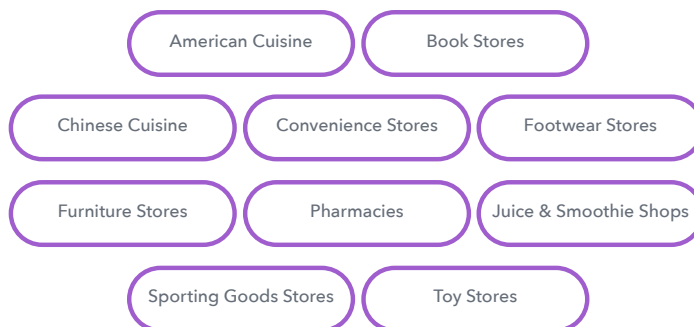 American Cuisine
Book Stores
Chinese Cuisine
Convenience Stores
Footwear Stores
Furniture Stores
Pharmacies
Juice & Smoothie Shops
Sporting Goods Stores
Toy Stores